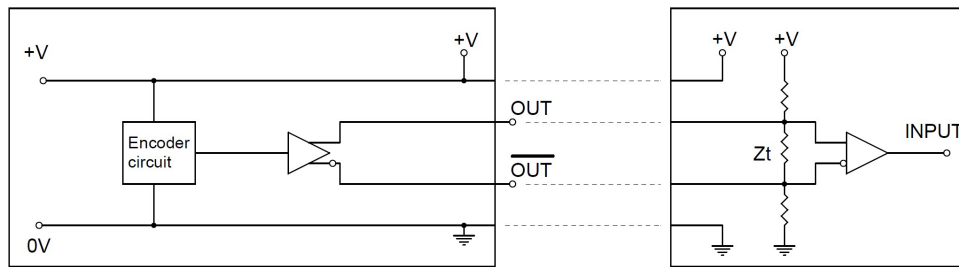 +V
+V
+V
+V
OUT
INPUT
Encoder
circuit
Zt
OUT
0V